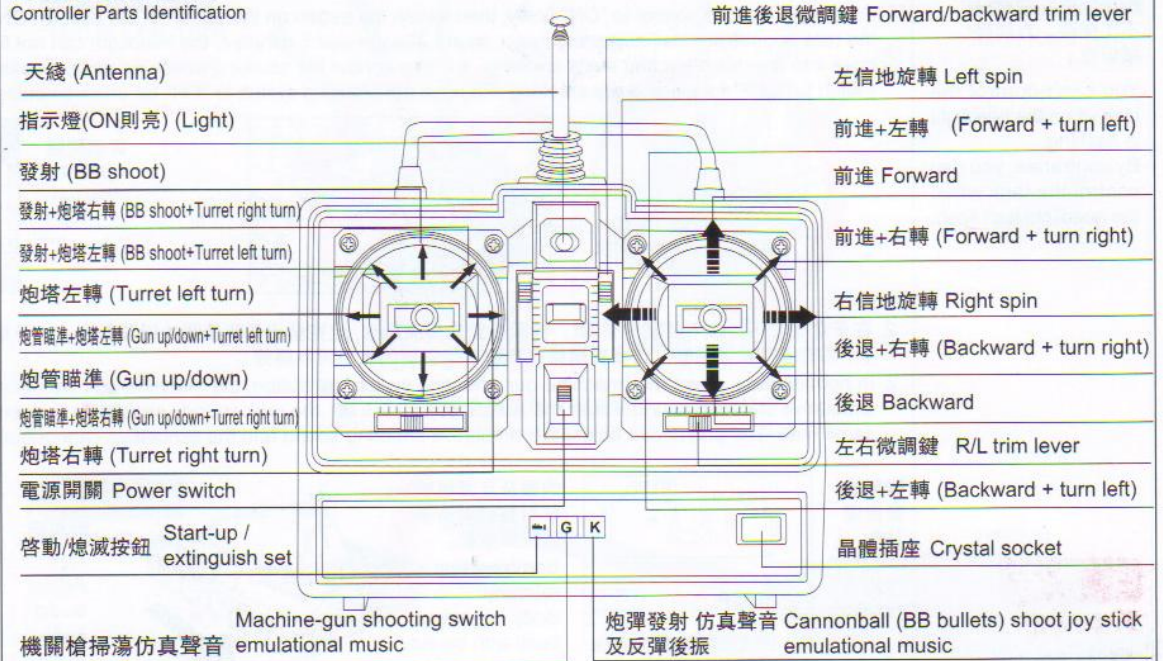 Component Parts Identification
天綫 (Antenna)
指示燈(ON則亮) (Light)
發射 (BB shoot)
發射+炮塔右轉 (BB shoot+Turret right turn)
發射+炮塔左轉 (BB shoot+Turret left turn)
炮塔左轉 (Turret left turn)
炮管瞄準+炮塔左轉 (Gun up/down+Turret left turn)
炮管瞄準 (Gun up/down)
炮管瞄準+炮塔右轉 (Gun up/down+Turret right turn)
炮塔右轉 (Turret right turn)
電源開關 Power switch
啓動/熄滅按鈕 Start-up /
extinguish set
機關槍掃蕩仿真聲音 Machine-gun shooting switch
emulational music
G K
前進後退微調鍵 Forward/backward trim lever
左信地旋轉 Left spin
前進+左轉 (Forward + turn left)
前進 Forward
前進+右轉 (Forward + turn right)
右信地旋轉 Right spin
後退+右轉 (Backward + turn right)
後退 Backward
左右微調鍵 R/L trim lever
後退+左轉 (Backward + turn left)
晶體插座 Crystal socket
炮彈發射 仿真聲音 Cannonball (BB bullets) shoot joy stick
及反彈後振 emulational music